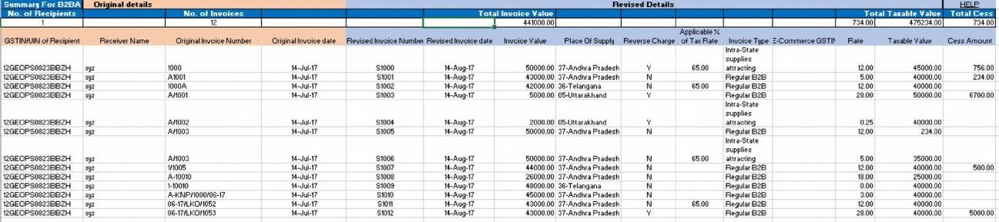 Summary For B2BA Original details Revised Details HELP
No. of Recipients No. of Invoices Total Invoice Value Total Taxable Value Total Cess
1 12 441000.00 734.00 475234.00 734.00
GSTIN/UIN of Recipient Receiver Name Original Invoice Number Original Invoice date Revised Invoice Number Revised Invoice date Invoice Value Place Of Supply Reverse Charge Applicable % of Tax Rate Invoice Type E-Commerce GSTIN Rate Taxable Value Cess Amount
12GEOPS0823BBZH xyz 1000 14-Jul-17 S1000 14-Aug-17 50000.00 37-Andhra Pradesh Y 65.00 Intra-State supplies attracting 12.00 45000.00 756.00
12GEOPS0823BBZH xyz A1001 14-Jul-17 S1001 14-Aug-17 43000.00 37-Andhra Pradesh N Regular B2B 5.00 40000.00 234.00
12GEOPS0823BBZH xyz 1000A 14-Jul-17 S1002 14-Aug-17 42000.00 36-Telangana N 65.00 Regular B2B 12.00 40000.00
12GEOPS0823BBZH xyz A/1001 14-Jul-17 S1003 14-Aug-17 5000.00 05-Uttarakhand Y Regular B2B 28.00 50000.00 6700.00
12GEOPS0823BBZH xyz A/1002 14-Jul-17 S1004 14-Aug-17 2000.00 05-Uttarakhand Y Intra-State supplies attracting 0.25 40000.00
12GEOPS0823BBZH xyz A/1003 14-Jul-17 S1005 14-Aug-17 50000.00 37-Andhra Pradesh N Regular B2B 12.00 234.00
12GEOPS0823BBZH xyz A/1003 14-Jul-17 S1006 14-Aug-17 50000.00 37-Andhra Pradesh N 65.00 Intra-State supplies attracting 5.00 35000.00
12GEOPS0823BBZH xyz 1/1005 14-Jul-17 S1007 14-Aug-17 44000.00 37-Andhra Pradesh N Regular B2B 12.00 40000.00 500.00
12GEOPS0823BBZH xyz A-10010 14-Jul-17 S1008 14-Aug-17 26000.00 37-Andhra Pradesh N Regular B2B 18.00 25000.00
12GEOPS0823BBZH xyz 1-10010 14-Jul-17 S1009 14-Aug-17 48000.00 36-Telangana N Regular B2B 0.00 40000.00
12GEOPS0823BBZH xyz A-KNP/1000/06-17 14-Jul-17 S1010 14-Aug-17 45000.00 37-Andhra Pradesh N Regular B2B 3.00 40000.00
12GEOPS0823BBZH xyz 06-17/LKO/1052 14-Jul-17 S1011 14-Aug-17 43000.00 37-Andhra Pradesh N 65.00 Regular B2B 12.00 40000.00
12GEOPS0823BBZH xyz 06-17/LKO/1053 14-Jul-17 S1012 14-Aug-17 43000.00 37-Andhra Pradesh N Regular B2B 28.00 40000.00 5000.00